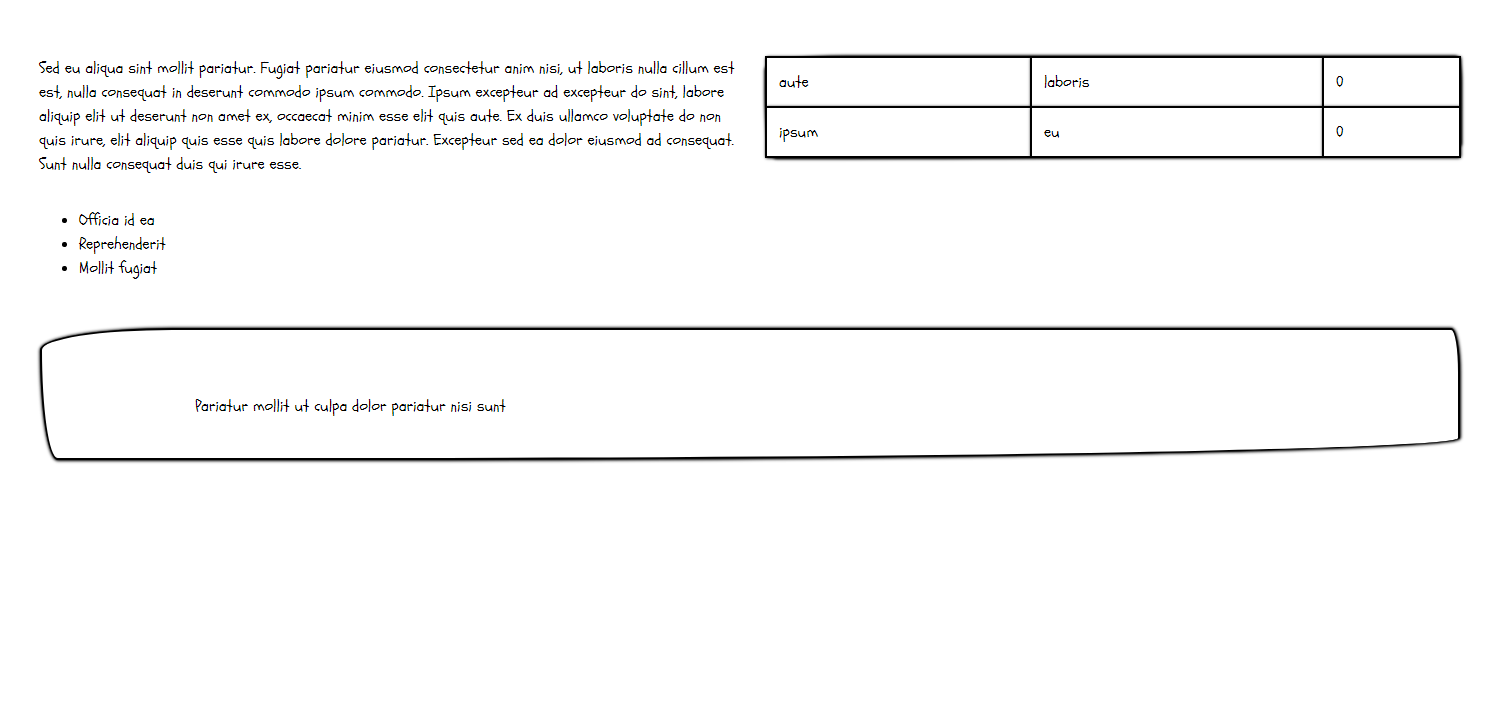 Sed eu aliqua sint mollit pariatur. Fugiat pariatur eiusmod consectetur anim nisi, ut laboris nulla cillum est
est, nulla consequat in deserunt commodo ipsum commodo. Ipsum excepteur ad excepteur do sint, labore
aliquip elit ut deserunt non amet ex, occaecat minim esse elit quis aute. Ex duis ullamco voluptate do non
quis irure, elit aliquip quis esse quis labore dolore pariatur. Excepteur sed ea dolor eiusmod ad consequat.
Sunt nulla consequat duis qui irure esse.
Officia id ea
Reprehenderit
Mollit fugiat
aute laboris 0
ipsum eu 0
Pariatur mollit ut culpa dolor pariatur nisi sunt